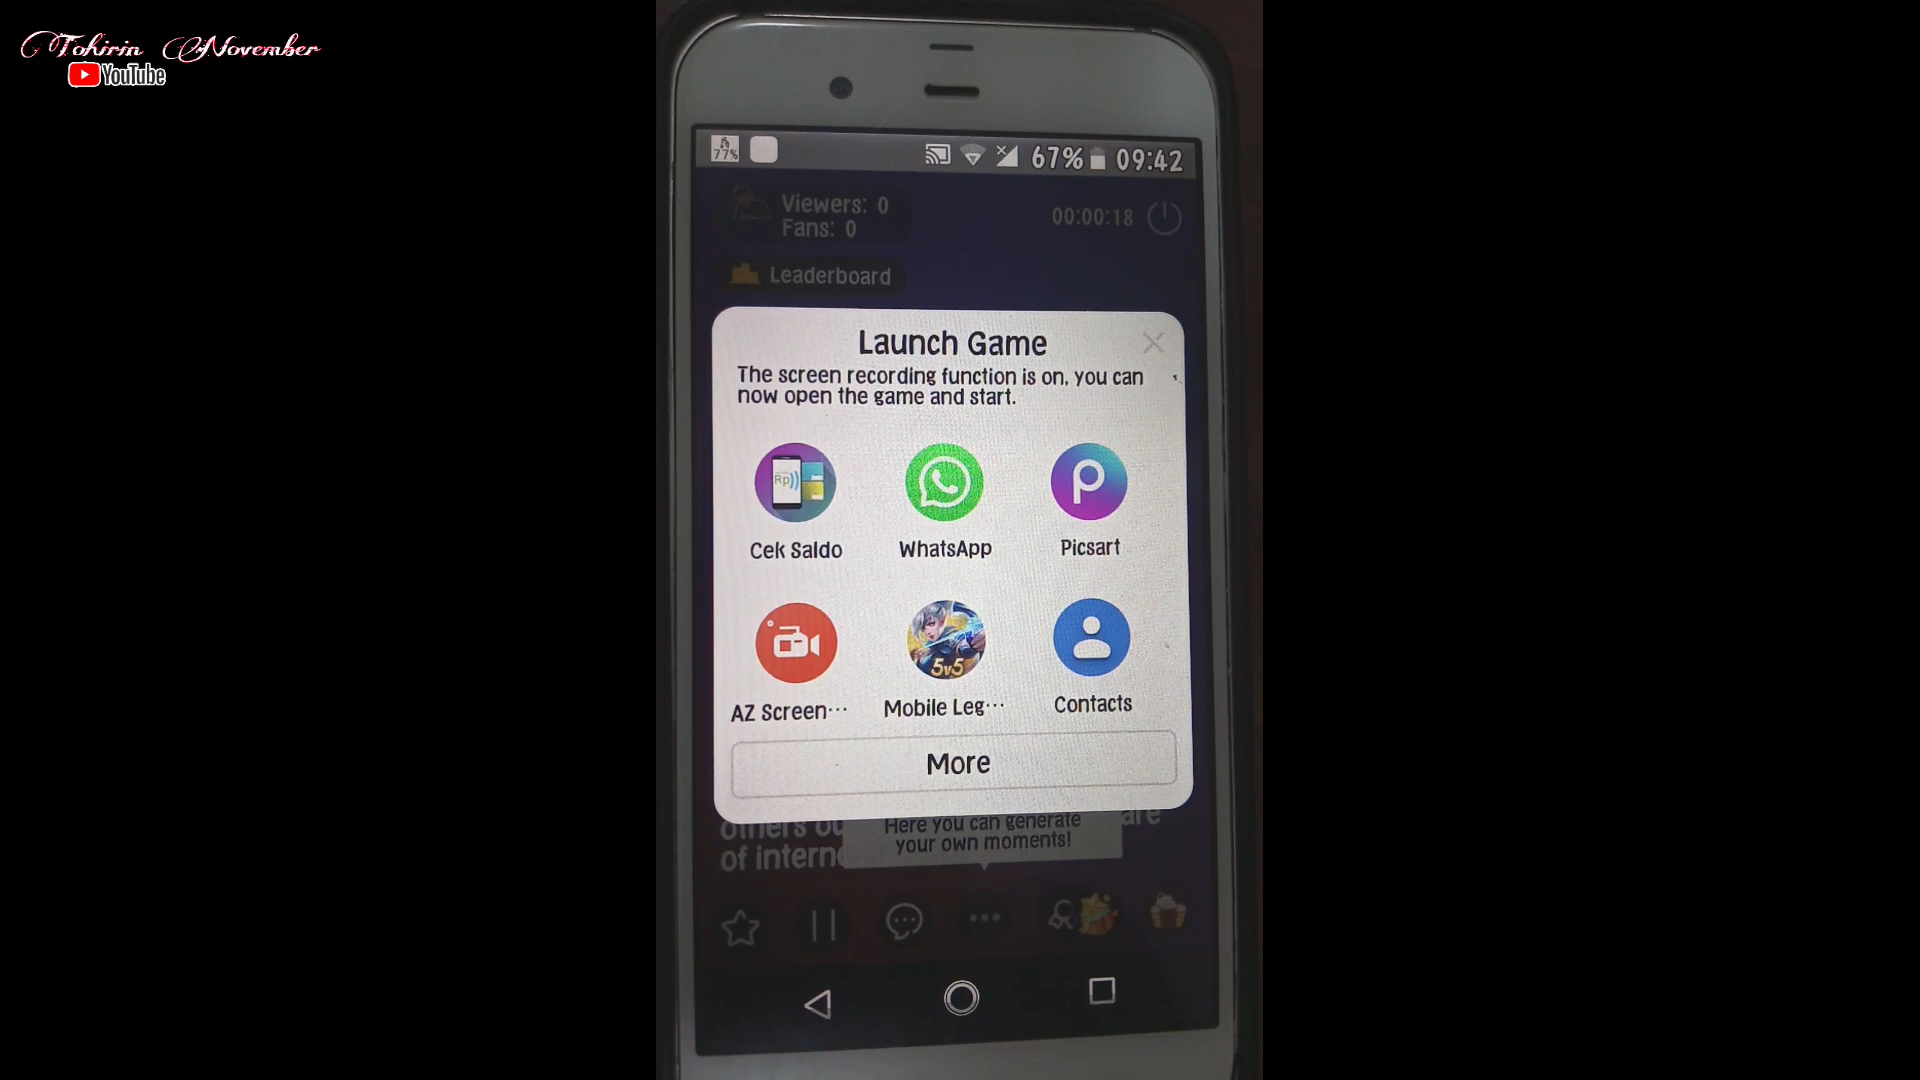 Tohirin November
YouTube
77%
67% 09:42
Viewers: 0
Fans: 0
00:00:18
Leaderboard
Launch Game
The screen recording function is on, you can
now open the game and start.
Rp
Cek Saldo
WhatsApp
Picsart
5v5
AZ Screen...
Mobile Leg...
Contacts
More
others
Here you can generate
your own moments!
of